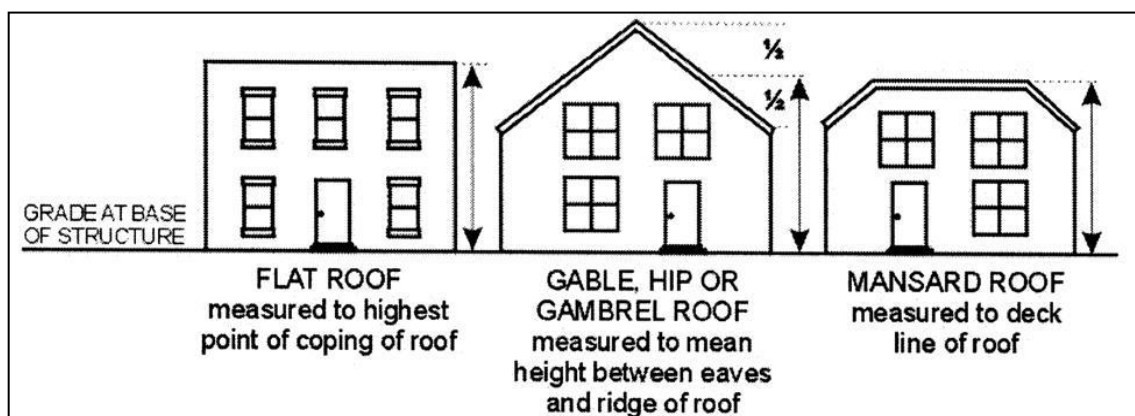 ½
½
GRADE AT BASE
OF STRUCTURE
FLAT ROOF
measured to highest
point of coping of roof
GABLE, HIP OR
GAMBREL ROOF
measured to mean
height between eaves
and ridge of roof
MANSARD ROOF
measured to deck
line of roof